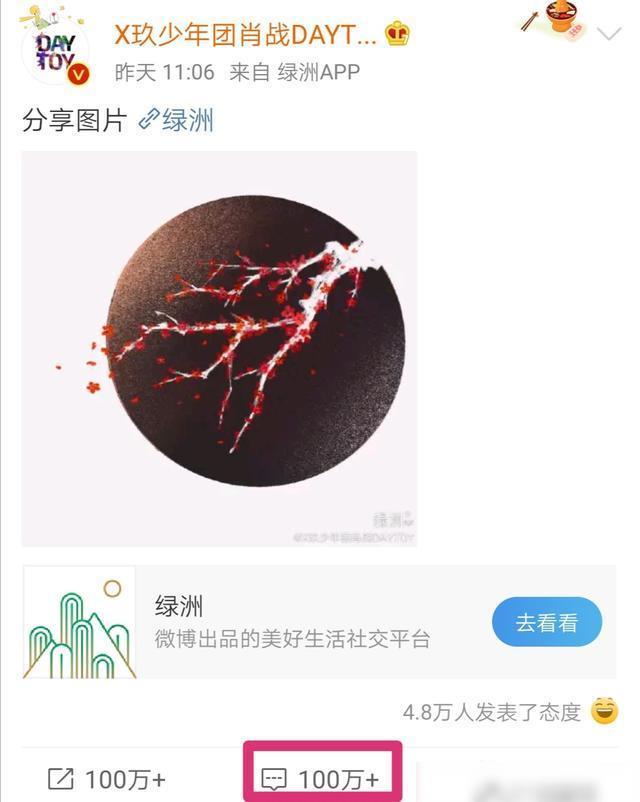 DAY
TOY
X玖少年团肖战DAYT...
昨天 11:06 来自 绿洲APP
分享图片 绿洲
绿洲
@X玖少年团肖战DAYTOY
绿洲
微博出品的美好生活社交平台
去看看
4.8万人发表了态度
100万+
100万+